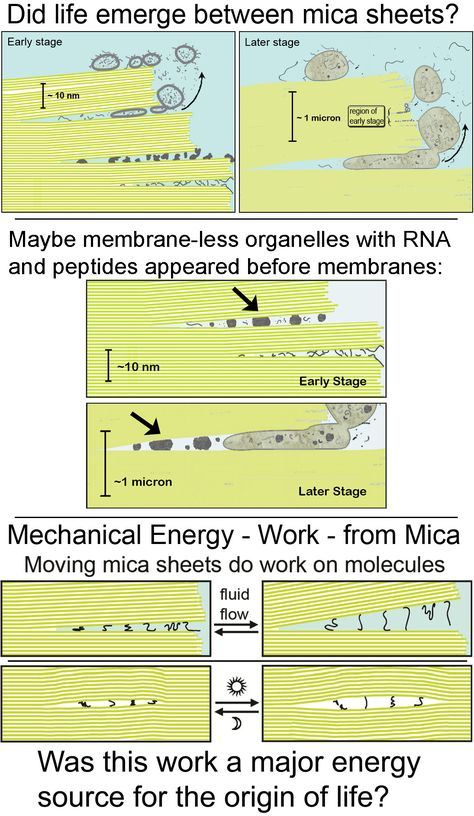 Did life emerge between mica sheets?
Early stage
~ 10 nm
Later stage
~ 1 micron
region of
early stage
Maybe membrane-less organelles with RNA
and peptides appeared before membranes:
~10 nm
Early Stage
~1 micron
Later Stage
Mechanical Energy - Work - from Mica
Moving mica sheets do work on molecules
fluid
flow
Was this work a major energy
source for the origin of life?